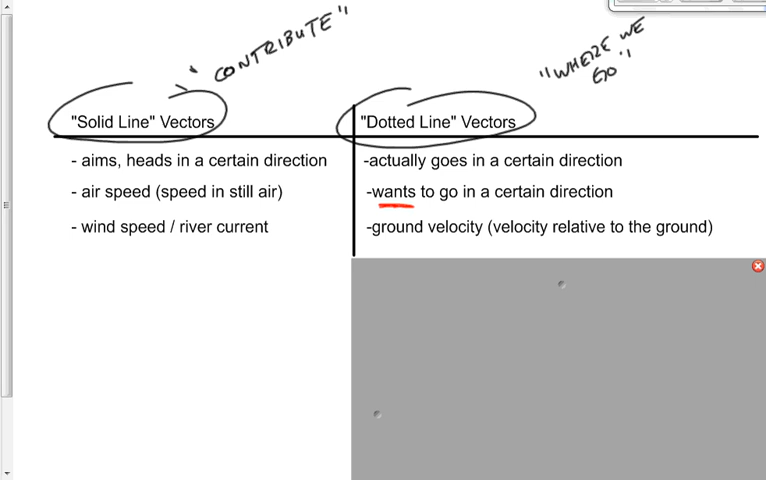 "CONTRIBUTE"
"WHERE WE
GO"
"Solid Line" Vectors
"Dotted Line" Vectors
- aims, heads in a certain direction
-actually goes in a certain direction
- air speed (speed in still air)
-wants to go in a certain direction
- wind speed / river current
-ground velocity (velocity relative to the ground)